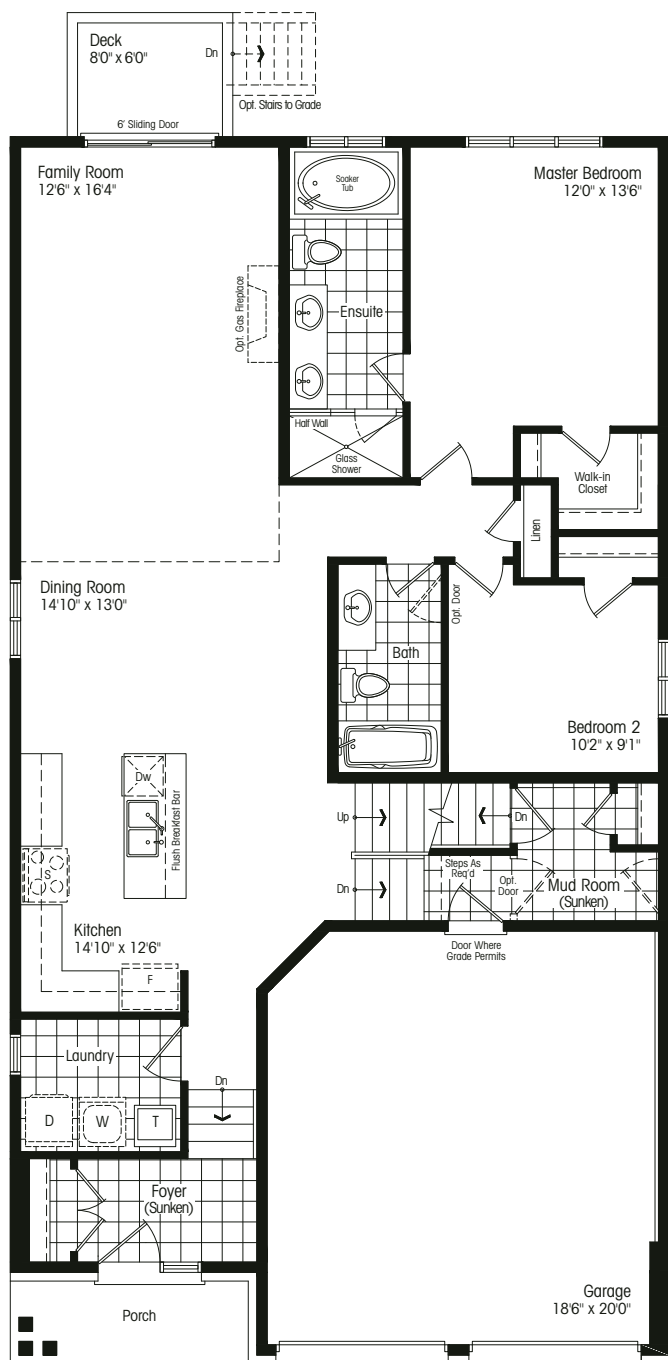 Deck
8'0" x 6'0"
Dn
Opt. Stairs to Grade
6' Sliding Door
Family Room
12'6" x 16'4"
Soaker
Tub
Master Bedroom
12'0" x 13'6"
Opt. Gas Fireplace
Ensuite
Half Wall
Glass
Shower
Walk-in
Closet
Linen
Dining Room
14'10" x 13'0"
Opt. Door
Bath
Bedroom 2
10'2" x 9'1"
Dw
Flush Breakfast Bar
Up
Dn
S
Dn
Steps As
Req'd
Opt.
Door
Mud Room
(Sunken)
Kitchen
14'10" x 12'6"
F
Door Where
Grade Permits
Laundry
Dn
D
W
T
Foyer
(Sunken)
Porch
Garage
18'6" x 20'0"